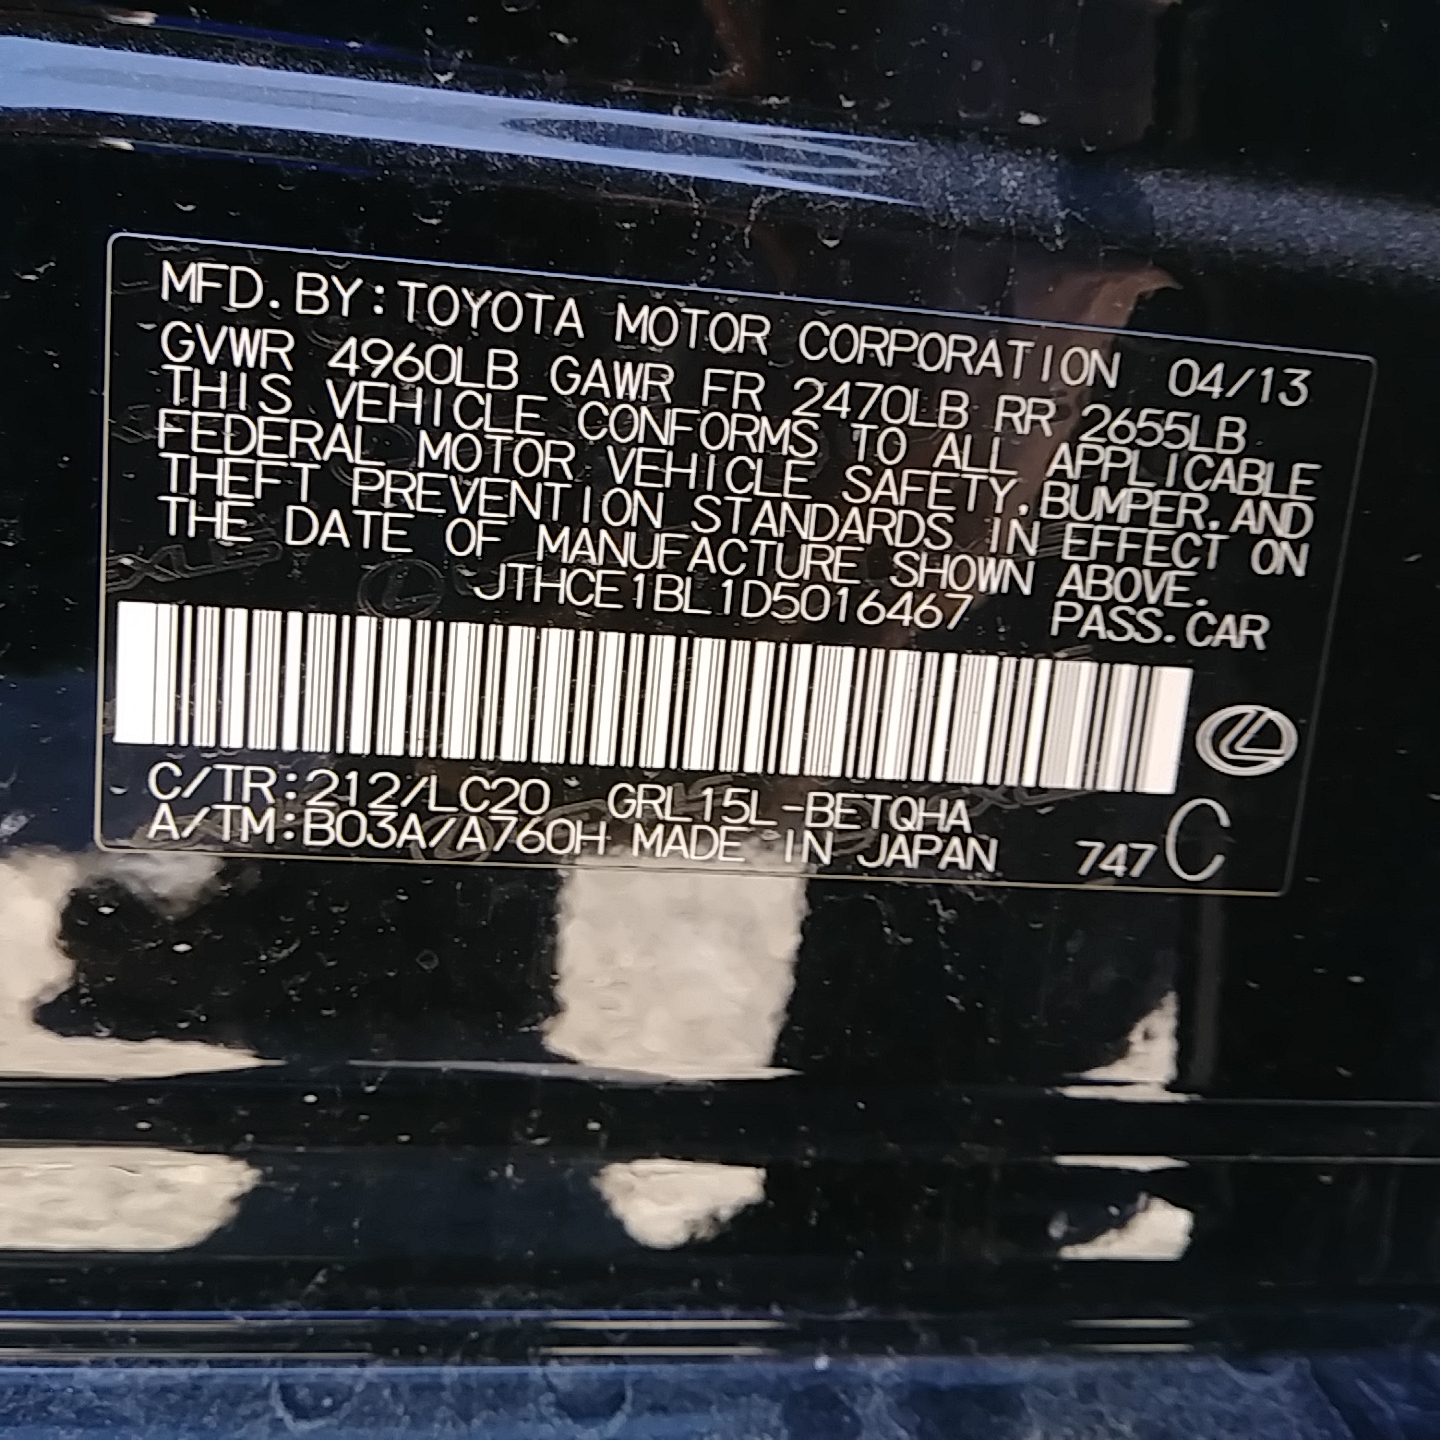 MFD. BY: TOYOTA MOTOR CORPORATION 04/13
GVWR 4960LB GAWR FR 2470LB RR 2655LB
THIS VEHICLE CONFORMS TO ALL APPLICABLE
FEDERAL MOTOR VEHICLE SAFETY, BUMPER, AND
THEFT PREVENTION STANDARDS IN EFFECT ON
THE DATE OF MANUFACTURE SHOWN ABOVE.
JTHCE1BL1D5016467 PASS. CAR
C/TR: 212/LC20 GRL15L-BETQHA
A/TM: B03A/A760H MADE IN JAPAN 747 C